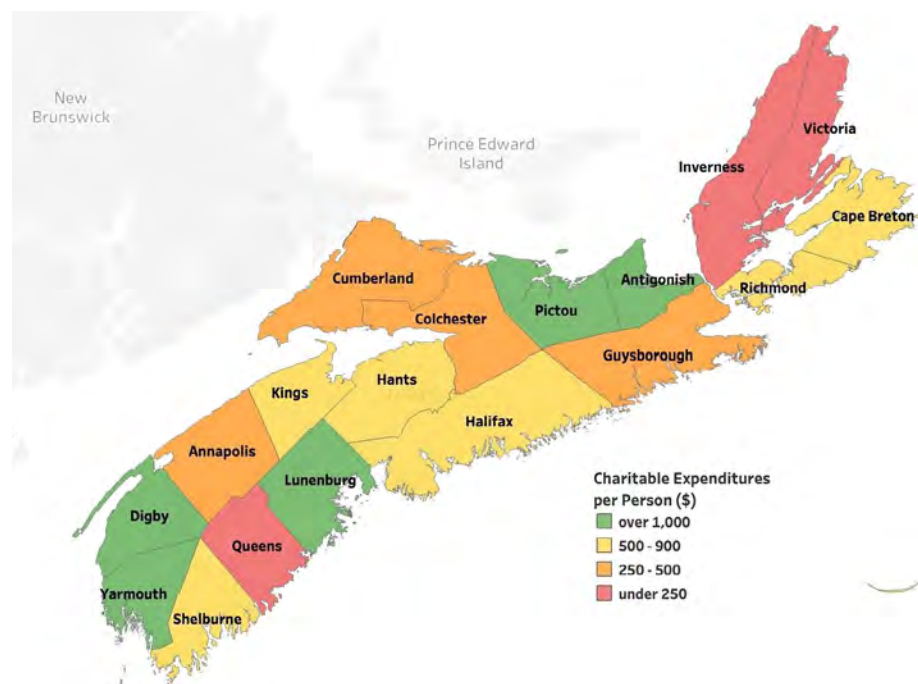 New
Brunswick
Prince Edward
Island
Victoria
Inverness
Cape Breton
Richmond
Cumberland
Antigonish
Pictou
Colchester
Guysborough
Kings
Hants
Halifax
Annapolis
Lunenburg
Digby
Queens
Yarmouth
Shelburne
Charitable Expenditures
per Person ($)
over 1,000
500 - 900
250 - 500
under 250